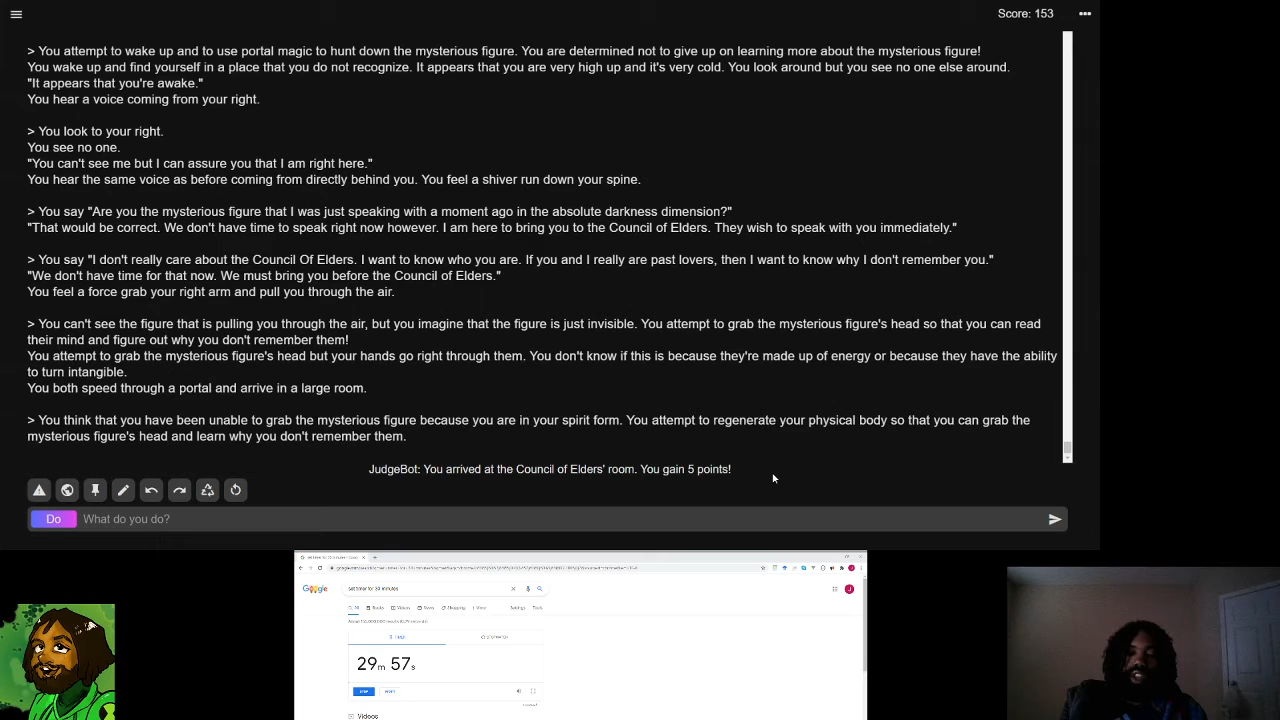 Score: 153
> You attempt to wake up and to use portal magic to hunt down the mysterious figure. You are determined not to give up on learning more about the mysterious figure!
You wake up and find yourself in a place that you do not recognize. It appears that you are very high up and it's very cold. You look around but you see no one else around.
"It appears that you're awake."
You hear a voice coming from your right.
> You look to your right.
You see no one.
"You can't see me but I can assure you that I am right here."
You hear the same voice as before coming from directly behind you. You feel a shiver run down your spine.
> You say "Are you the mysterious figure that I was just speaking with a moment ago in the absolute darkness dimension?"
"That would be correct. We don't have time to speak right now however. I am here to bring you to the Council of Elders. They wish to speak with you immediately."
> You say "I don't really care about the Council Of Elders. I want to know who you are. If you and I really are past lovers, then I want to know why I don't remember you."
"We don't have time for that now. We must bring you before the Council of Elders."
You feel a force grab your right arm and pull you through the air.
> You can't see the figure that is pulling you through the air, but you imagine that the figure is just invisible. You attempt to grab the mysterious figure's head so that you can read
their mind and figure out why you don't remember them!
You attempt to grab the mysterious figure's head but your hands go right through them. You don't know if this is because they're made up of energy or because they have the ability
to turn intangible.
You both speed through a portal and arrive in a large room.
> You think that you have been unable to grab the mysterious figure because you are in your spirit form. You attempt to regenerate your physical body so that you can grab the
mysterious figure's head and learn why you don't remember them.
JudgeBot: You arrived at the Council of Elders' room. You gain 5 points!
Do What do you do?
Google
J
All Books Videos News Shopping More Settings Tools
TIMER STOPWATCH
29m 57s
STOP RESET
Videos